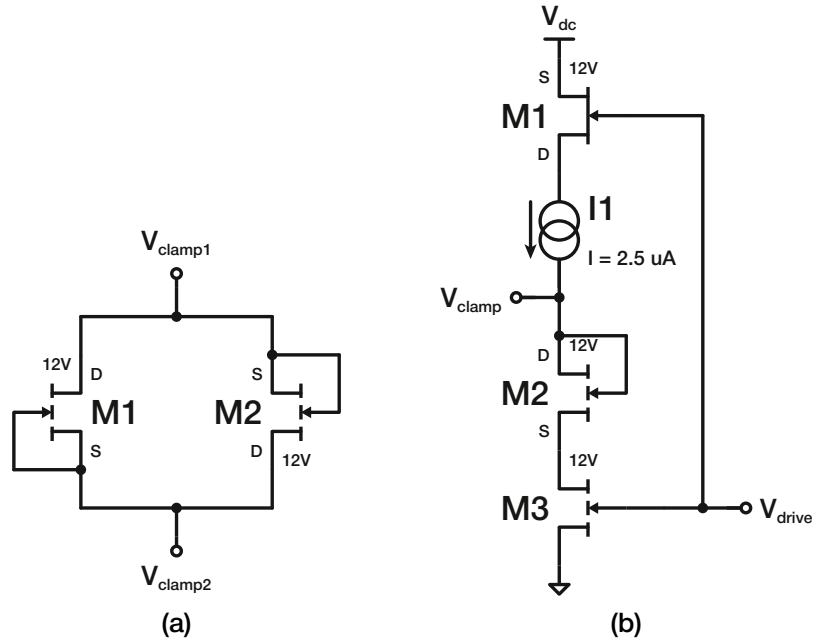 V_clamp1
12V
D
M1
S
S
M2
D
12V
V_clamp2
(a)
V_dc
12V
S
M1
D
I1
I = 2.5 uA
V_clamp
12V
D
M2
S
12V
M3
V_drive
(b)